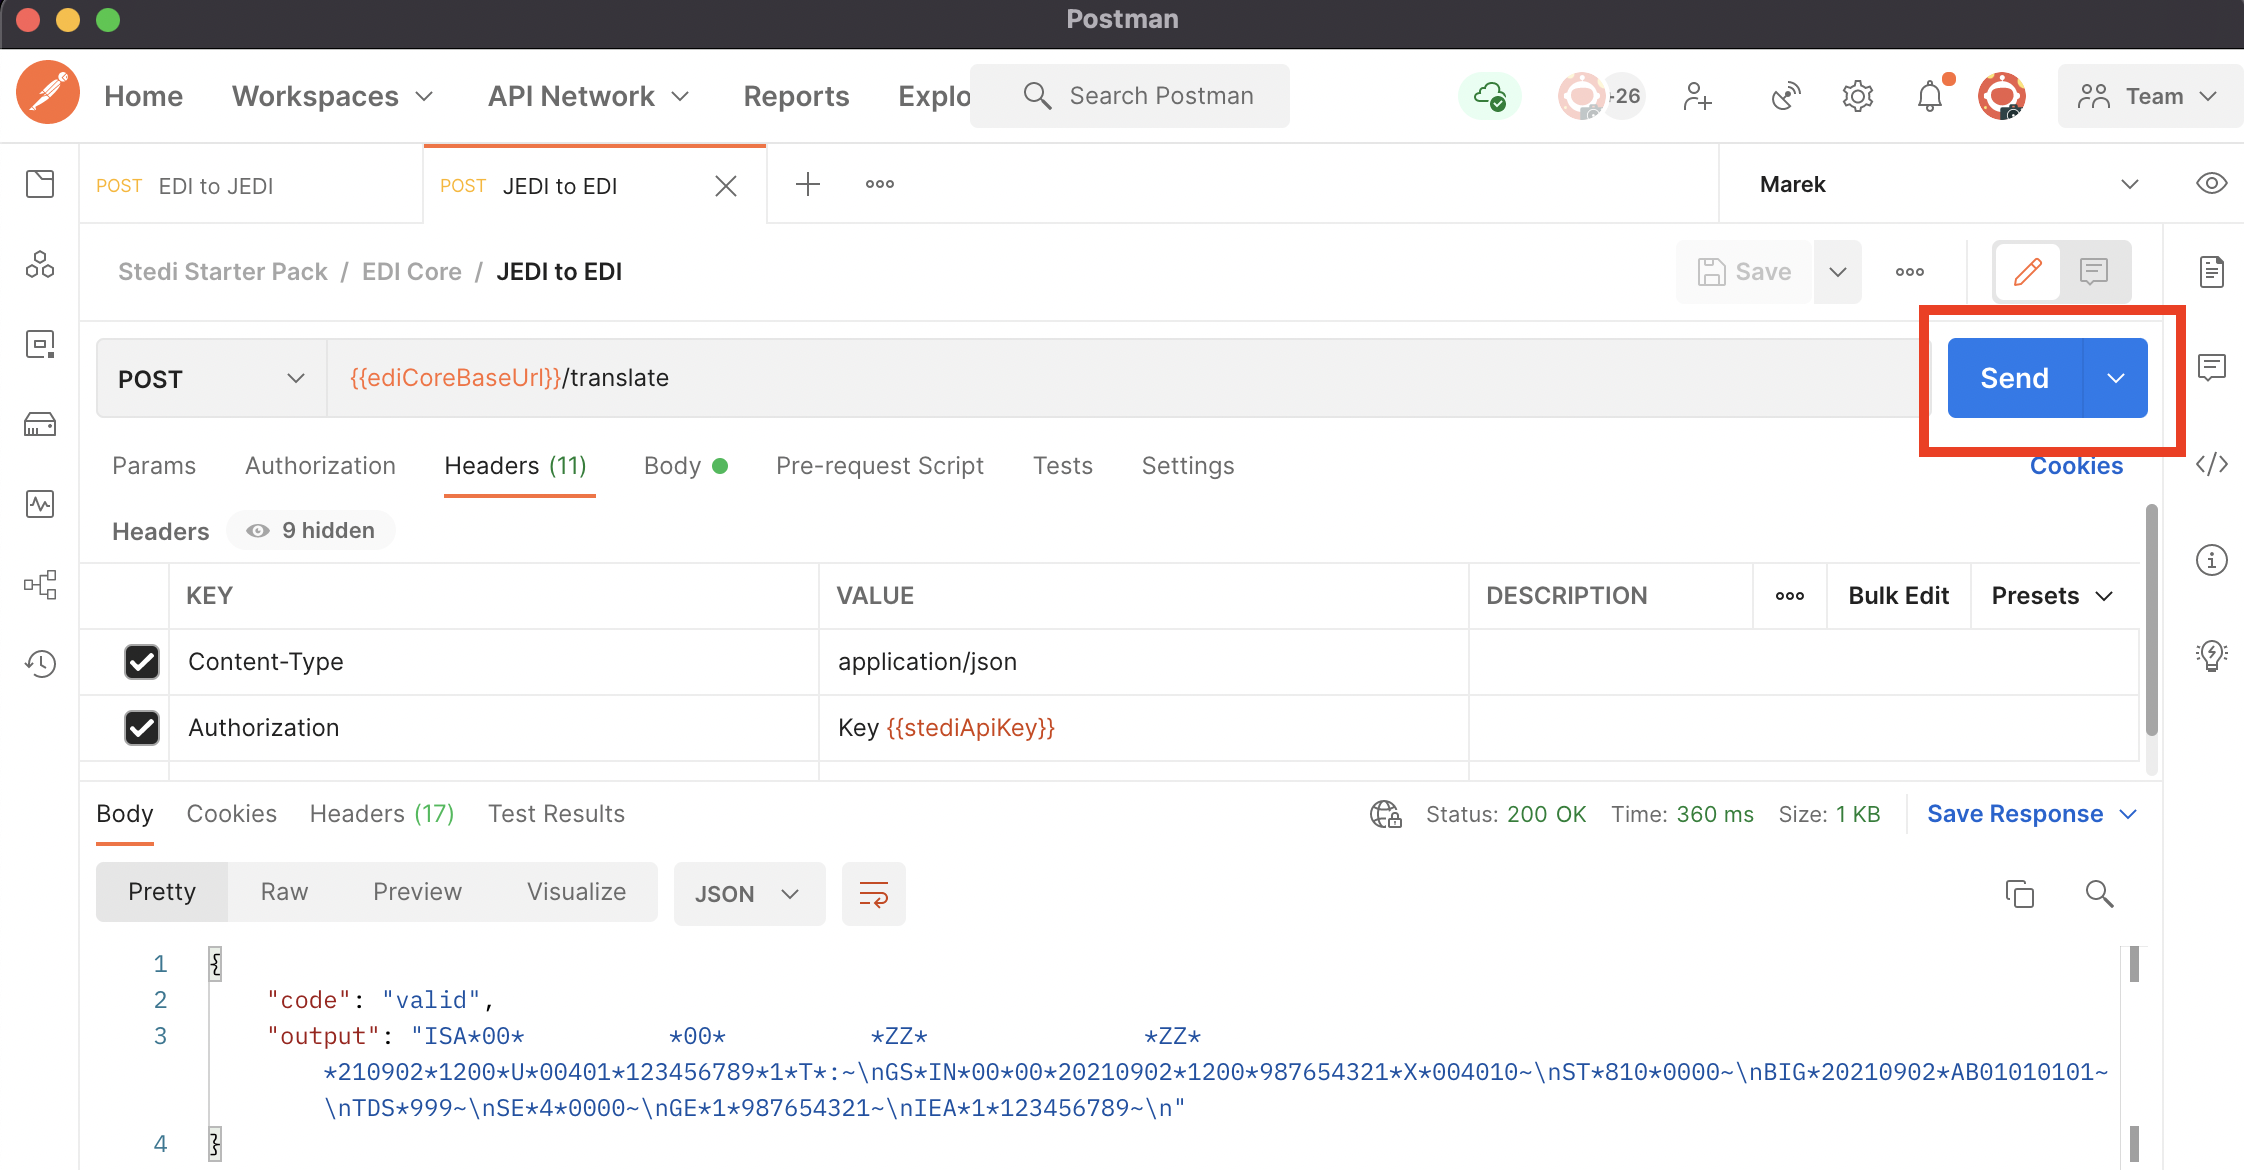 Postman
Home Workspaces API Network Reports Explo Search Postman +26 Team
POST EDI to JEDI POST JEDI to EDI Marek
Stedi Starter Pack / EDI Core / JEDI to EDI Save
POST {{ediCoreBaseUrl}}/translate Send
Params Authorization Headers (11) Body Pre-request Script Tests Settings Cookies
Headers 9 hidden
KEY VALUE DESCRIPTION Bulk Edit Presets
Content-Type application/json
Authorization Key {{stediApiKey}}
Body Cookies Headers (17) Test Results Status: 200 OK Time: 360 ms Size: 1 KB Save Response
Pretty Raw Preview Visualize JSON
1 {
2 "code": "valid",
3 "output": "ISA*00*          *00*          *ZZ*               *ZZ*
*210902*1200*U*00401*123456789*1*T*:~\nGS*IN*00*00*20210902*1200*987654321*X*004010~\nST*810*0000~\nBIG*20210902*AB01010101~
\nTDS*999~\nSE*4*0000~\nGE*1*987654321~\nIEA*1*123456789~\n"
4 }